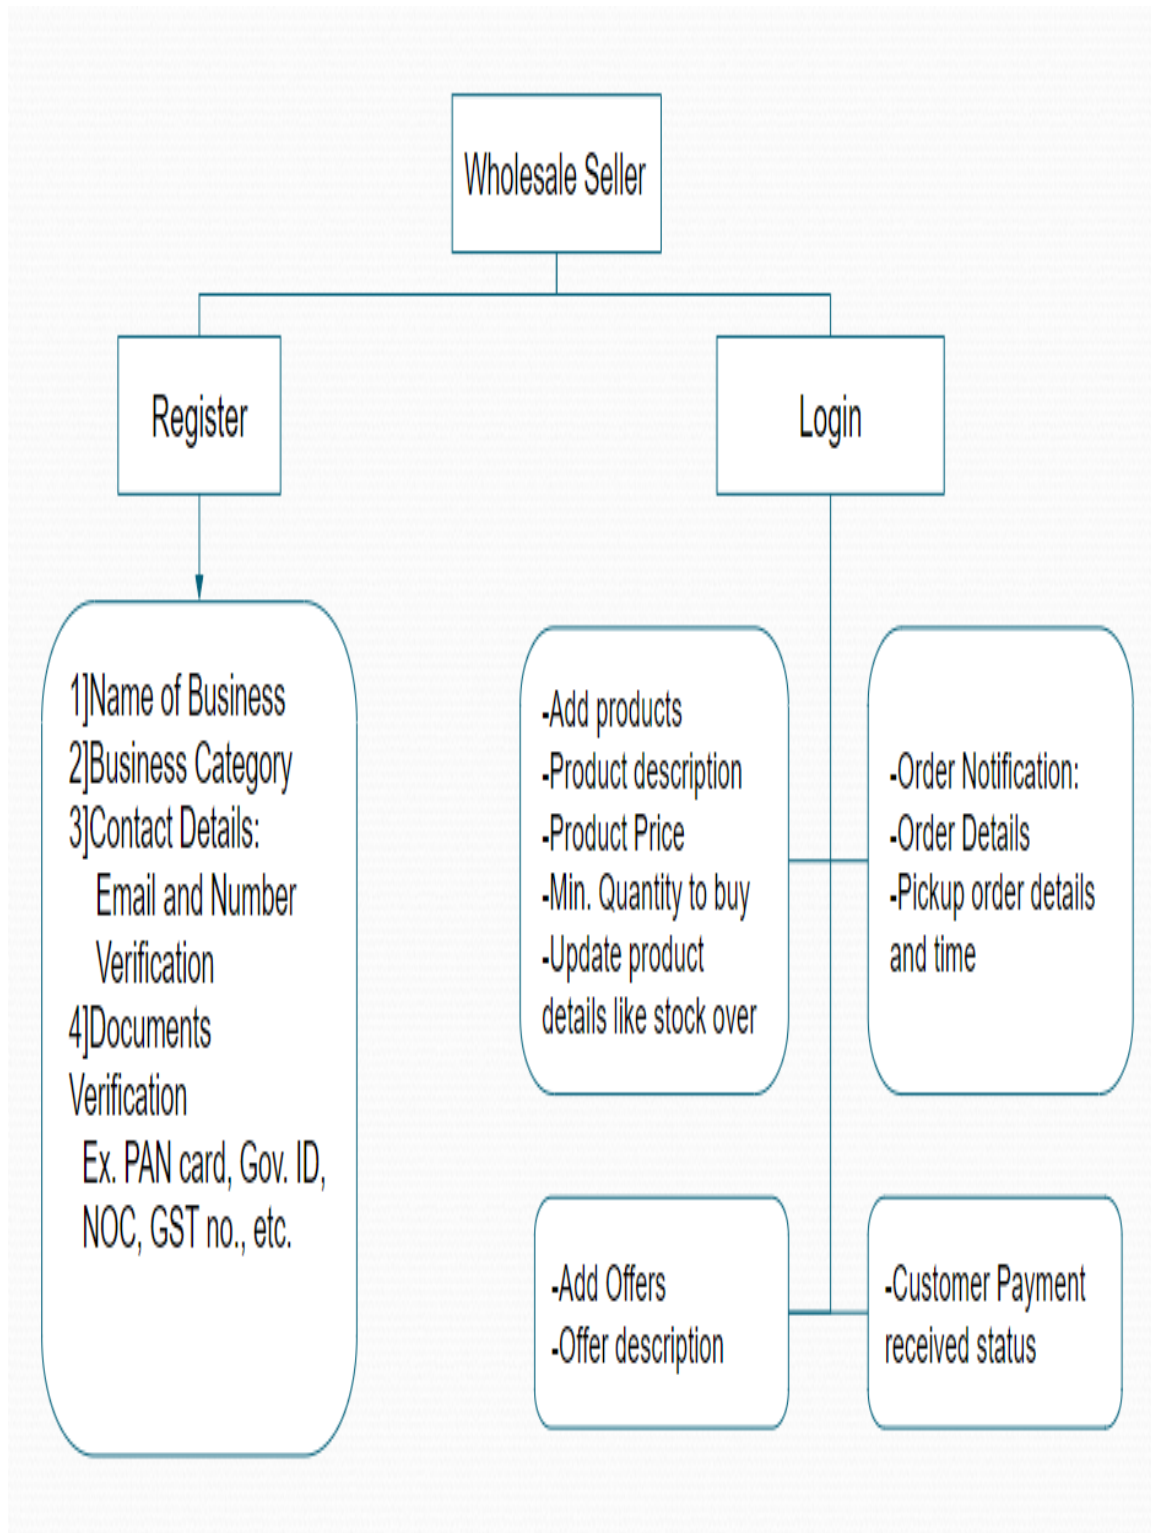 Wholesale Seller
Register
Login
1]Name of Business
2]Business Category
3]Contact Details:
Email and Number
Verification
4]Documents
Verification
Ex. PAN card, Gov. ID,
NOC, GST no., etc.
-Add products
-Product description
-Product Price
-Min. Quantity to buy
-Update product
details like stock over
-Order Notification:
-Order Details
-Pickup order details
and time
-Add Offers
-Offer description
-Customer Payment
received status